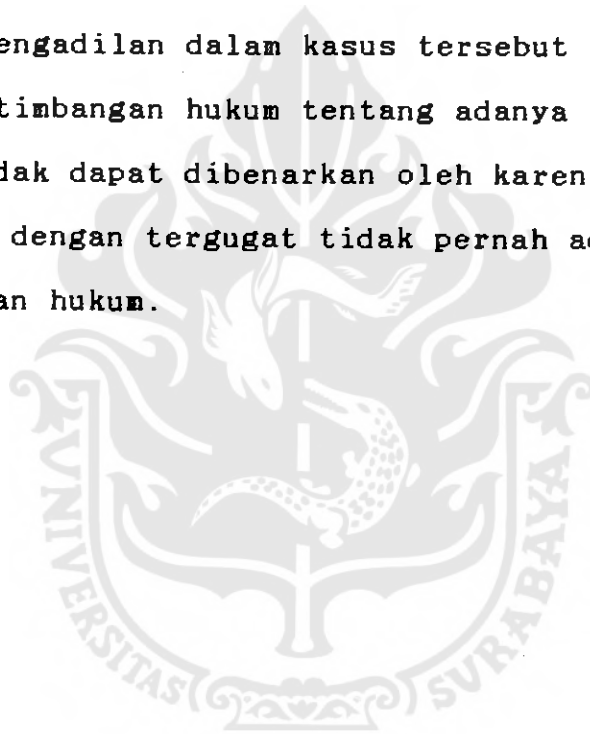 engadilan dalam kasus tersebut
timbangan hukum tentang adanya
dak dapat dibenarkan oleh karen
dengan tergugat tidak pernah a
an hukum.
UNIVERSITAS SURABAYA